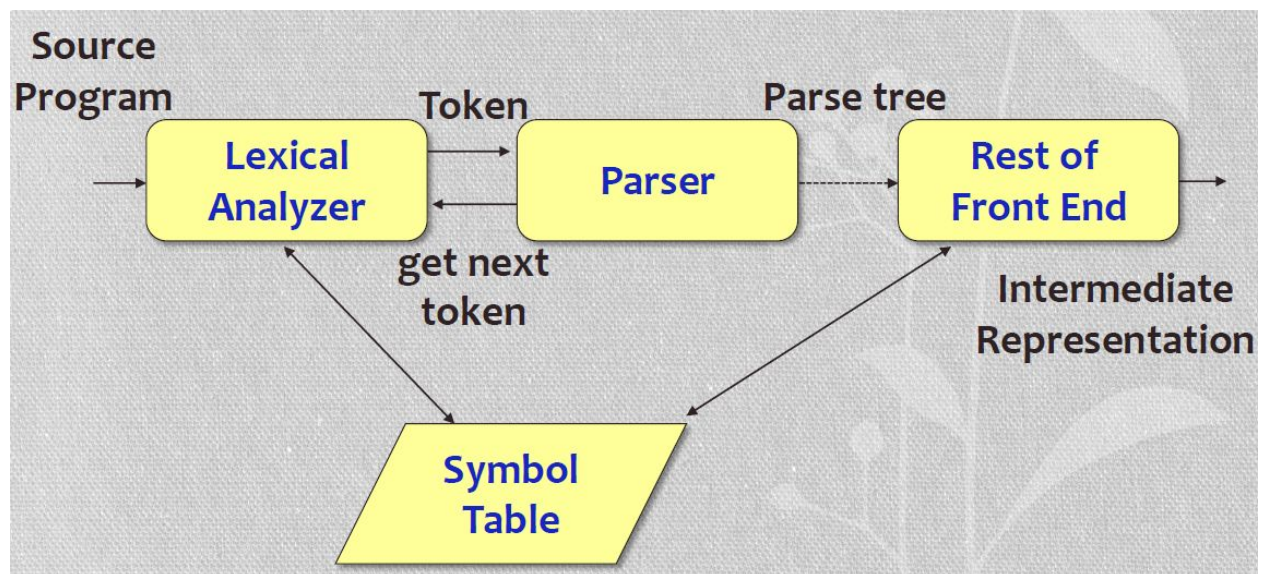 Source
Program
Token
Parse tree
Lexical
Analyzer
Parser
Rest of
Front End
get next
token
Intermediate
Representation
Symbol
Table